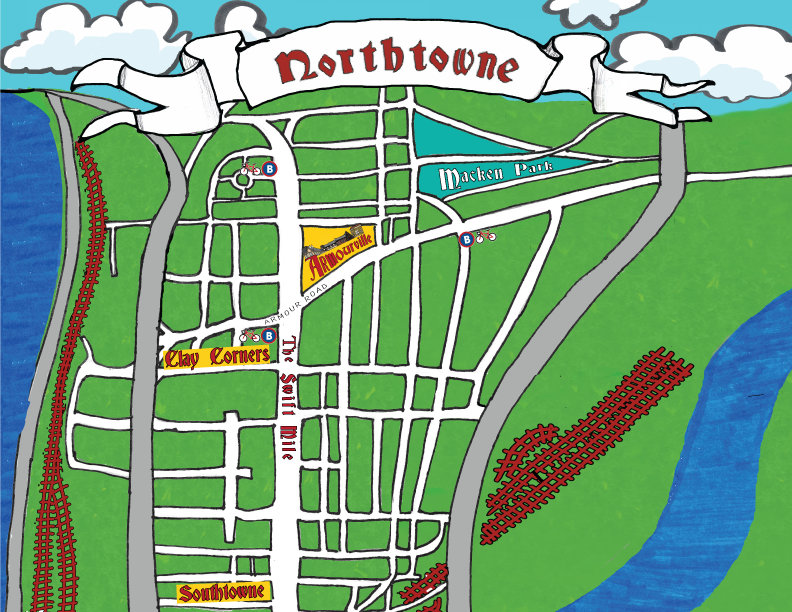 Northtowne
B
Macken Park
B
Armourville
ARMOUR ROAD
B
Clay Corners
The Swift Mile
Southtowne